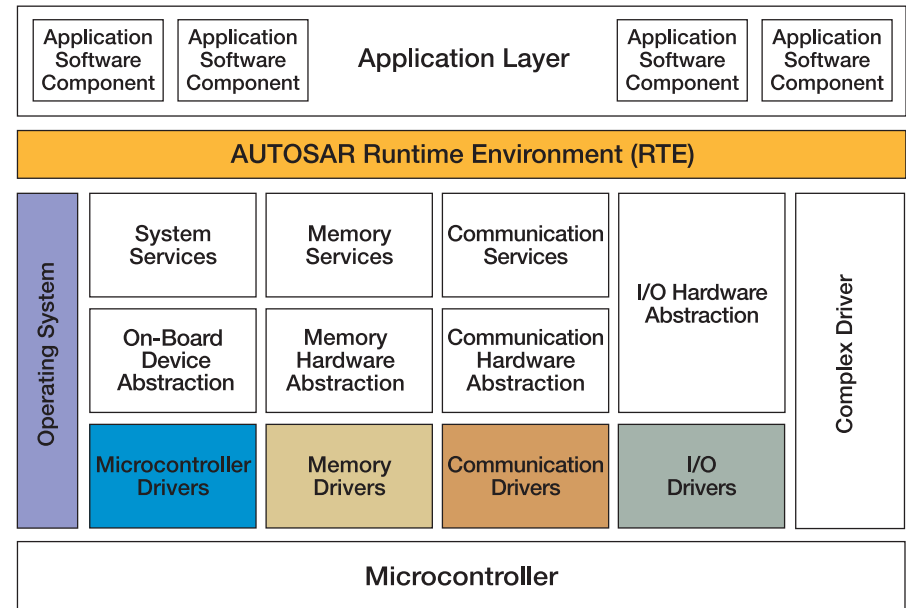 Application
Software
Component
Application
Software
Component
Application Layer
Application
Software
Component
Application
Software
Component
AUTOSAR Runtime Environment (RTE)
Operating System
System
Services
Memory
Services
Communication
Services
I/O Hardware
Abstraction
Complex Driver
On-Board
Device
Abstraction
Memory
Hardware
Abstraction
Communication
Hardware
Abstraction
Microcontroller
Drivers
Memory
Drivers
Communication
Drivers
I/O
Drivers
Microcontroller